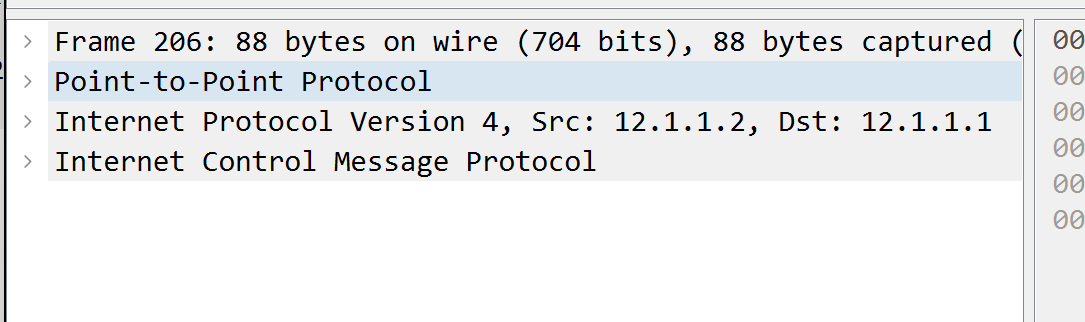 Frame 206: 88 bytes on wire (704 bits), 88 bytes captured (
00
Point-to-Point Protocol
00
Internet Protocol Version 4, Src: 12.1.1.2, Dst: 12.1.1.1
00
00
Internet Control Message Protocol
00
00